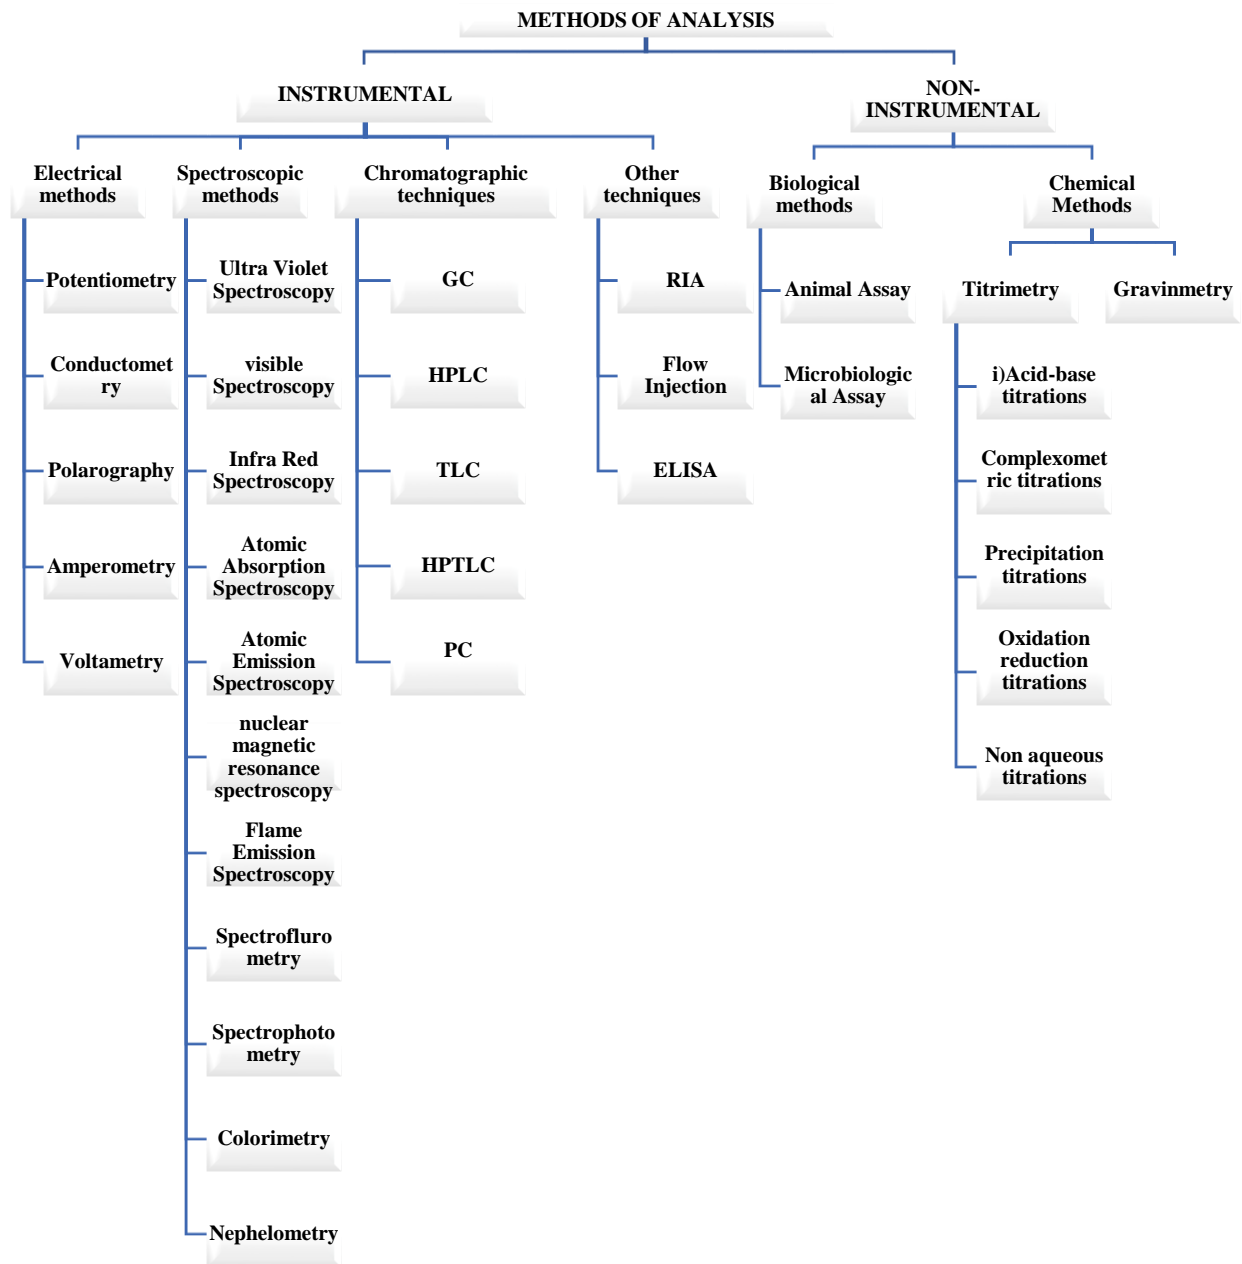 METHODS OF ANALYSIS
INSTRUMENTAL
NON-
INSTRUMENTAL
Electrical
methods
Potentiometry
Conductomet
ry
Polarography
Amperometry
Voltametry
Spectroscopic
methods
Ultra Violet
Spectroscopy
visible
Spectroscopy
Infra Red
Spectroscopy
Atomic
Absorption
Spectroscopy
Atomic
Emission
Spectroscopy
nuclear
magnetic
resonance
spectroscopy
Flame
Emission
Spectroscopy
Spectrofluro
metry
Spectrophoto
metry
Colorimetry
Nephelometry
Chromatographic
techniques
GC
HPLC
TLC
HPTLC
PC
Other
techniques
RIA
Flow
Injection
ELISA
Biological
methods
Animal Assay
Microbiologic
al Assay
Chemical
Methods
Titrimetry
i)Acid-base
titrations
Complexomet
ric titrations
Precipitation
titrations
Oxidation
reduction
titrations
Non aqueous
titrations
Gravinmetry